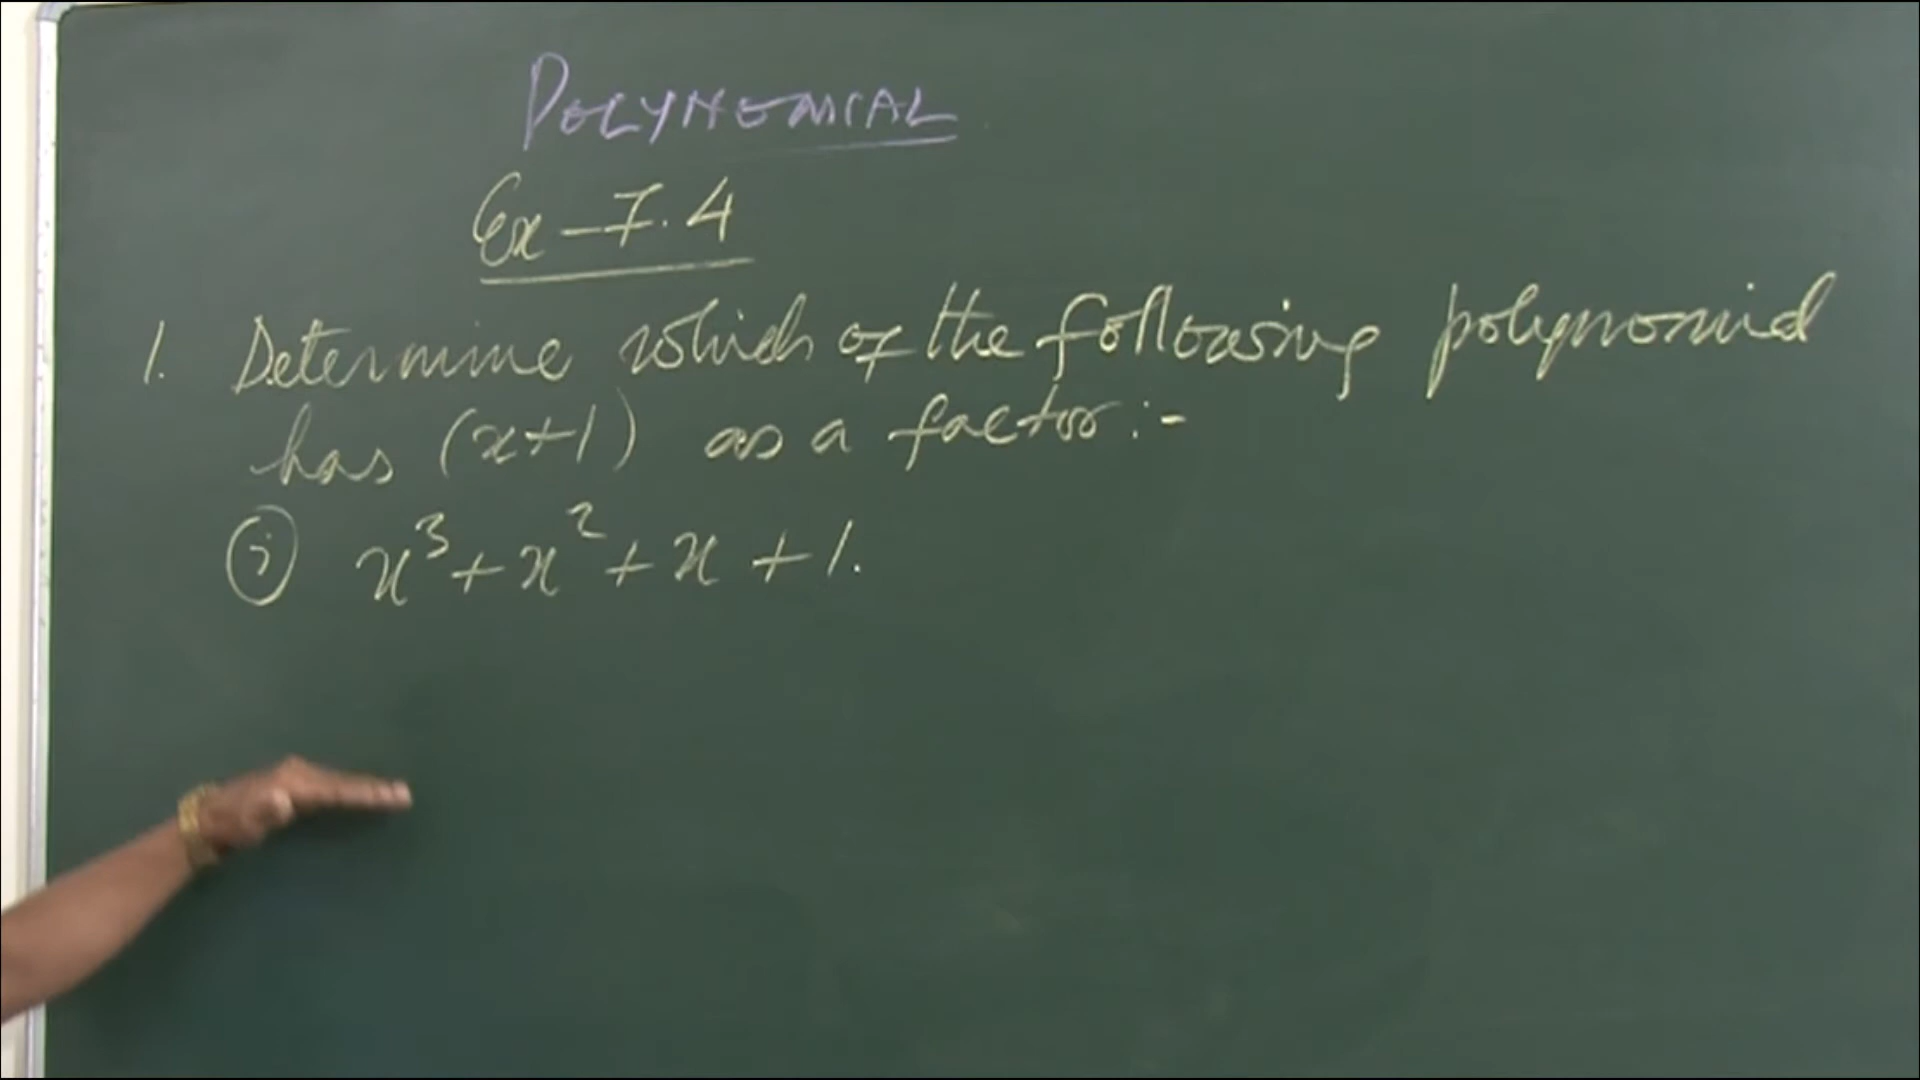 POLYNOMIAL
Ex-7.4
1. Determine which of the following polynomial
has (x+1) as a factor:-
(i) x³+x²+x+1.